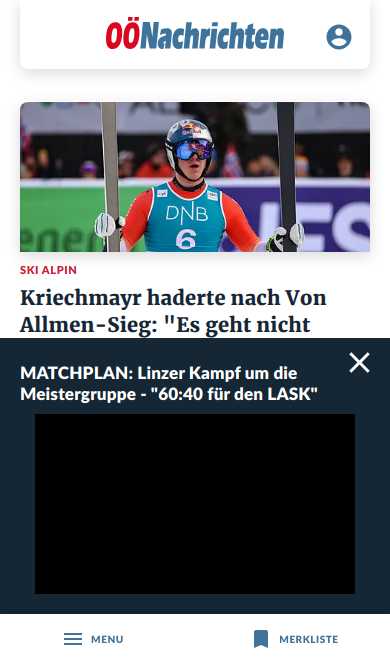 OÖNachrichten
DNB
6
SKI ALPIN
Kriechmayr haderte nach Von
Allmen-Sieg: "Es geht nicht
MATCHPLAN: Linzer Kampf um die
Meistergruppe - "60:40 für den LASK"
MENU
MERKLISTE